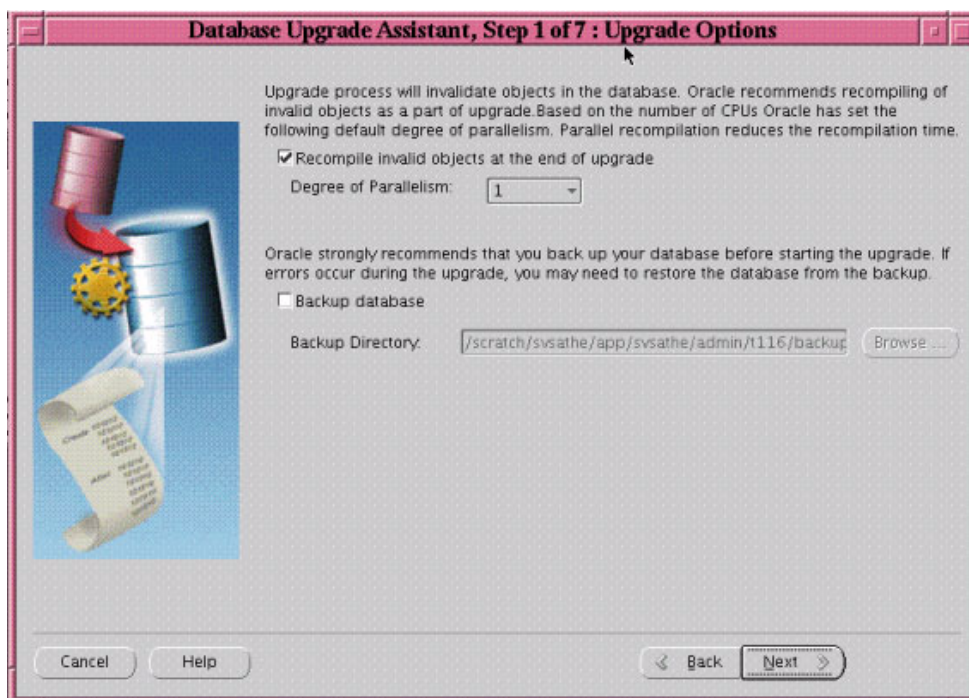 Database Upgrade Assistant, Step 1 of 7 : Upgrade Options
Upgrade process will invalidate objects in the database. Oracle recommends recompiling of
invalid objects as a part of upgrade.Based on the number of CPUs Oracle has set the
following default degree of parallelism. Parallel recompilation reduces the recompilation time.
Recompile invalid objects at the end of upgrade
Degree of Parallelism: 1
Oracle strongly recommends that you back up your database before starting the upgrade. If
errors occur during the upgrade, you may need to restore the database from the backup.
Backup database
Backup Directory: /scratch/svsathe/app/svsathe/admin/t116/backup Browse ...
Cancel Help Back Next